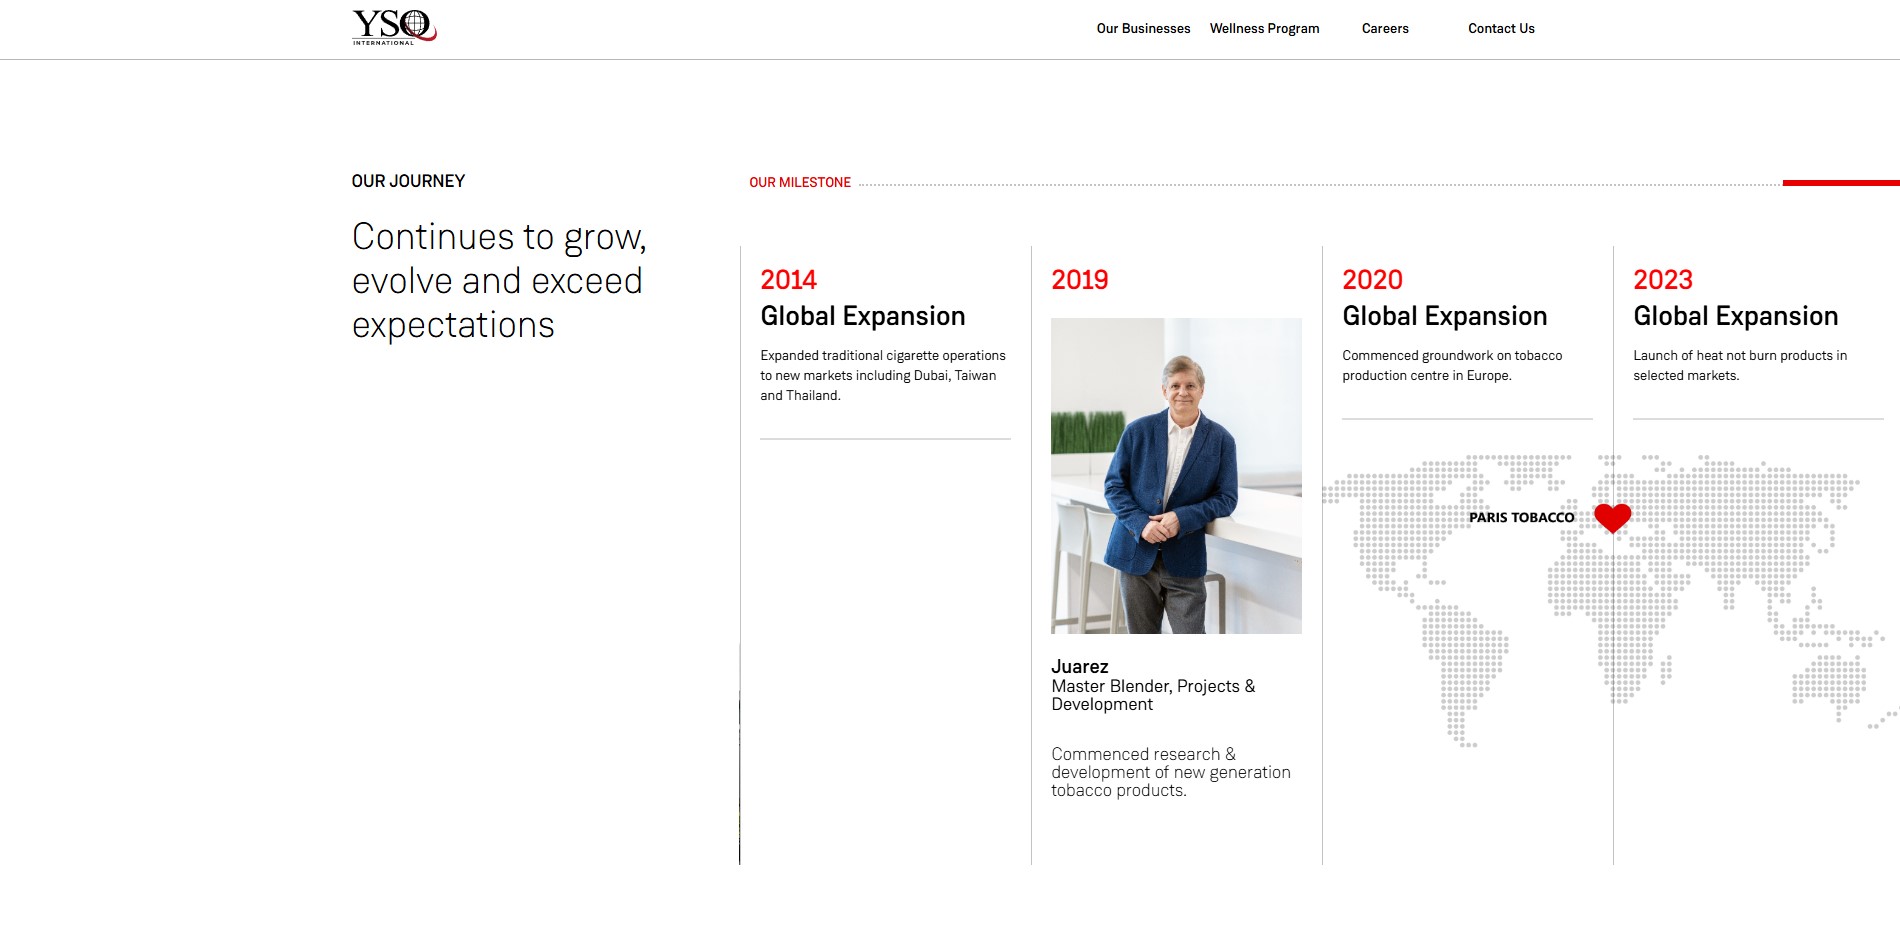 YSQ
INTERNATIONAL
Our Businesses Wellness Program Careers Contact Us
OUR JOURNEY
Continues to grow,
evolve and exceed
expectations
OUR MILESTONE
2014
Global Expansion
Expanded traditional cigarette operations
to new markets including Dubai, Taiwan
and Thailand.
2019
Juarez
Master Blender, Projects &
Development
Commenced research &
development of new generation
tobacco products.
2020
Global Expansion
Commenced groundwork on tobacco
production centre in Europe.
PARIS TOBACCO
2023
Global Expansion
Launch of heat not burn products in
selected markets.